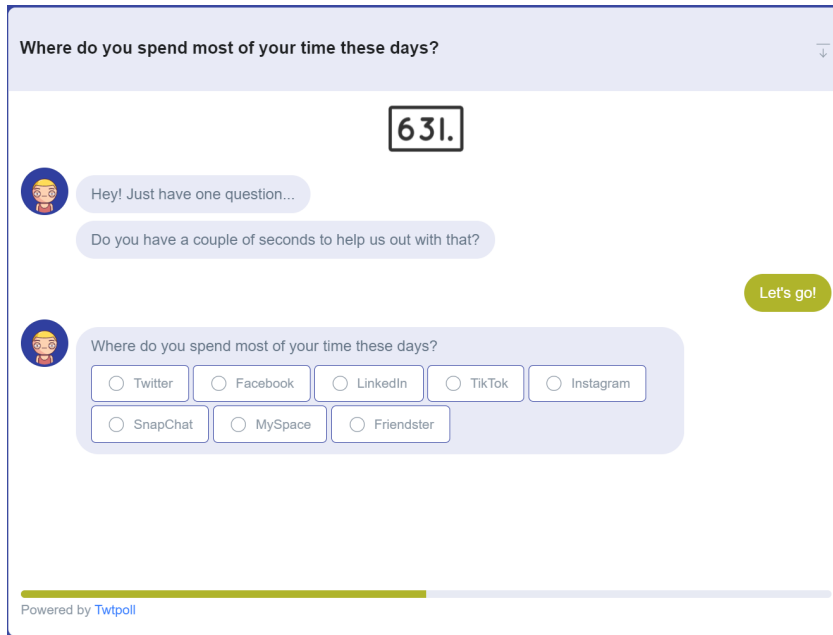 Where do you spend most of your time these days?
631.
Hey! Just have one question...
Do you have a couple of seconds to help us out with that?
Let's go!
Where do you spend most of your time these days?
Twitter Facebook LinkedIn TikTok Instagram
SnapChat MySpace Friendster
Powered by Twtpoll